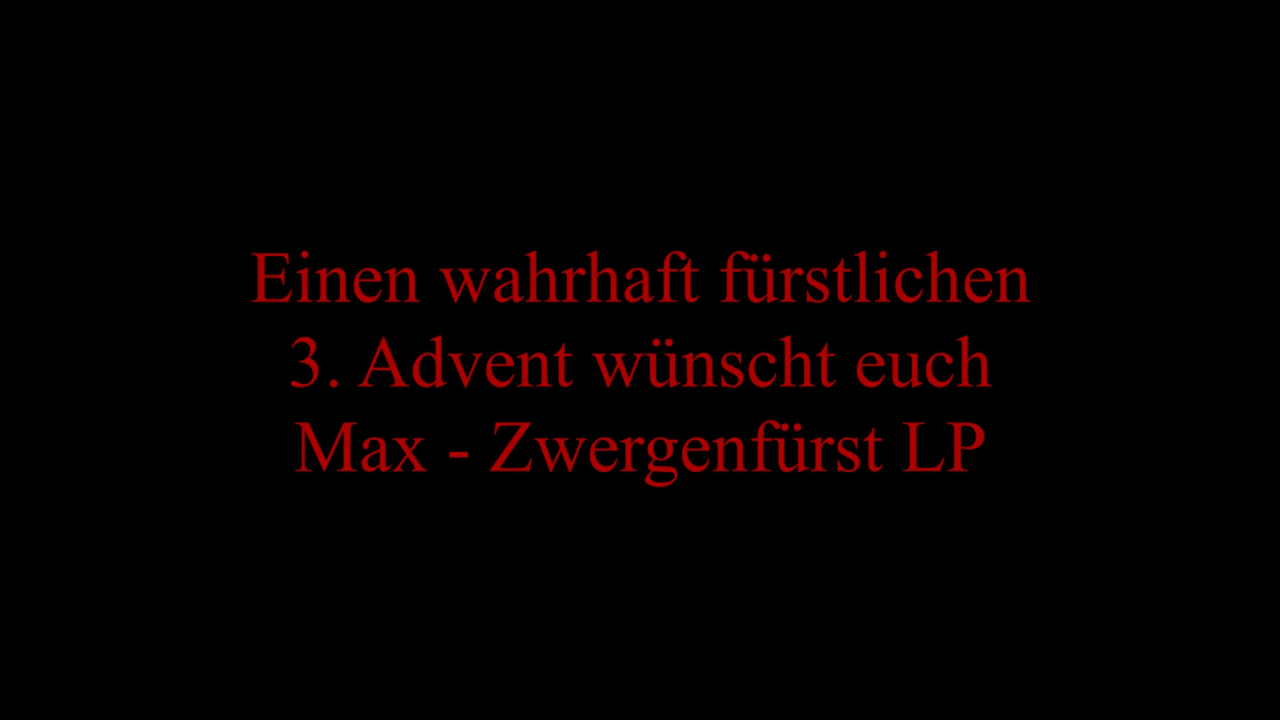 Einen wahrhaft fürstlichen
3. Advent wünscht euch
Max - Zwergenfürst LP